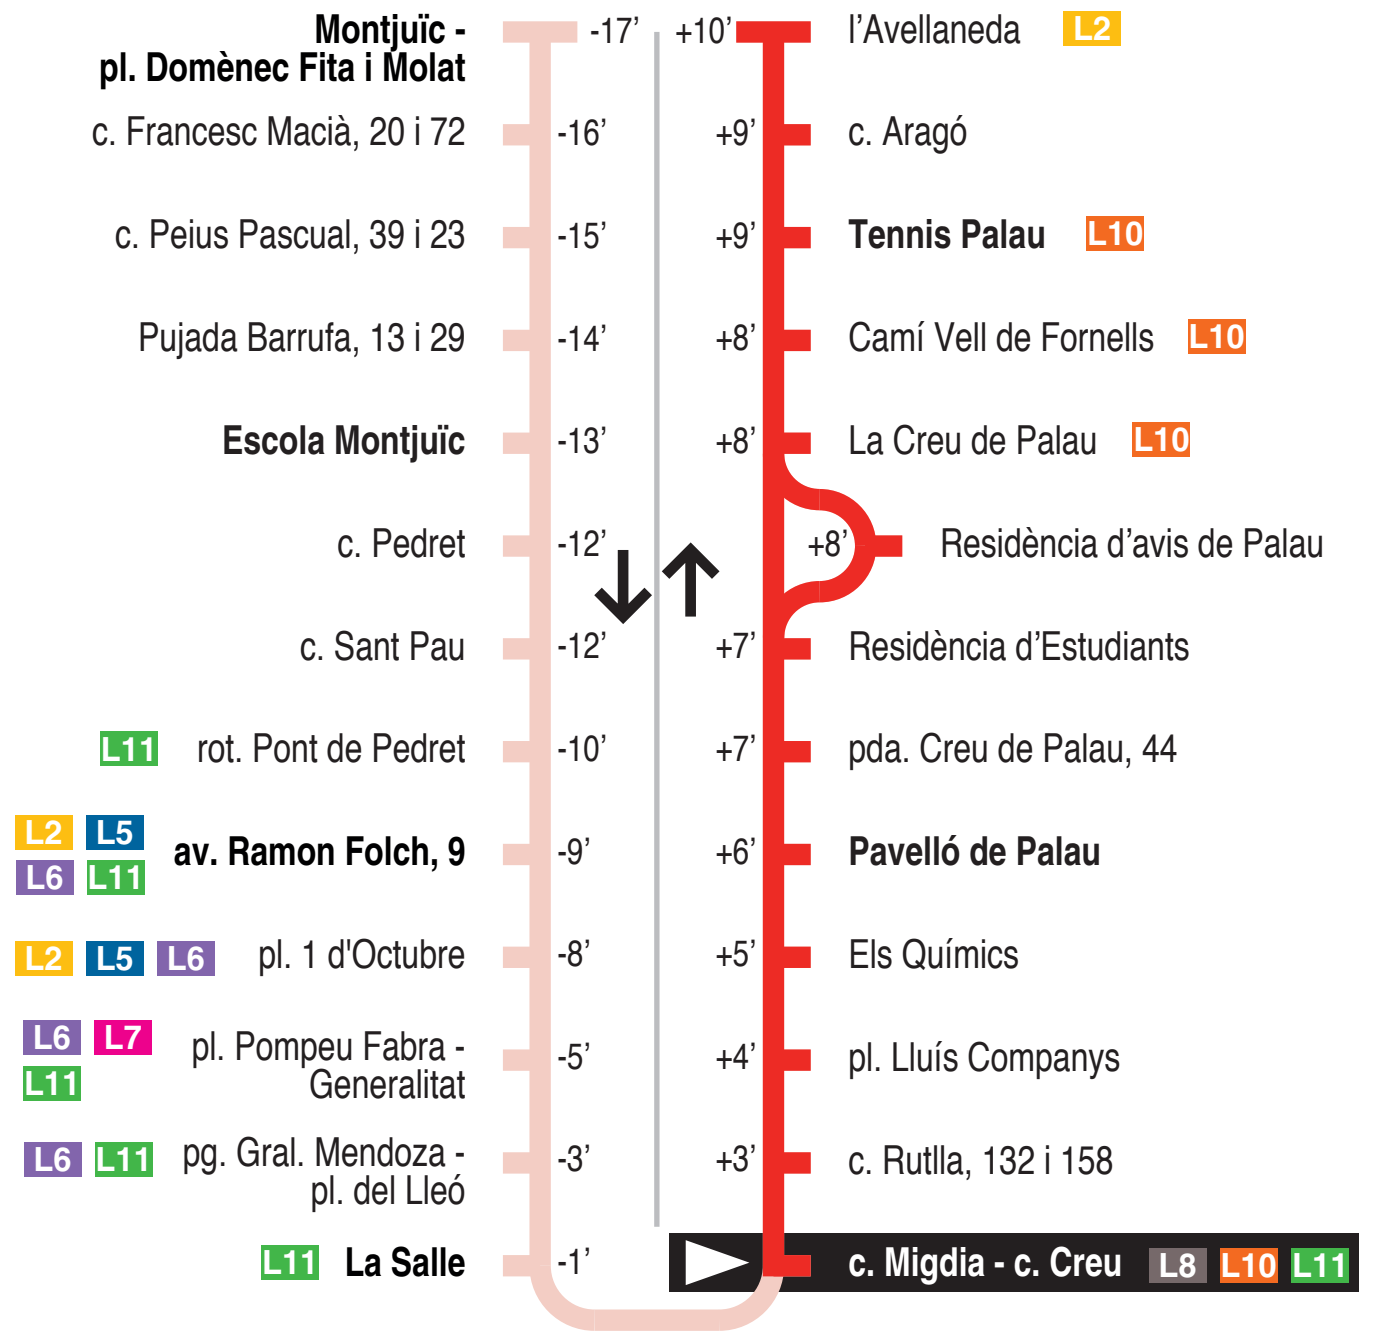 Montjuïc -
pl. Domènec Fita i Molat
-17’
c. Francesc Macià, 20 i 72
-16’
c. Peius Pascual, 39 i 23
-15’
Pujada Barrufa, 13 i 29
-14’
Escola Montjuïc
-13’
c. Pedret
-12’
c. Sant Pau
-12’
L11 rot. Pont de Pedret
-10’
L2 L5
L6 L11
av. Ramon Folch, 9
-9’
L2 L5 L6 pl. 1 d'Octubre
-8’
L6 L7
L11
pl. Pompeu Fabra -
Generalitat
-5’
L6 L11 pg. Gral. Mendoza -
pl. del Lleó
-3’
L11 La Salle
-1’
+10’ l’Avellaneda L2
+9’ c. Aragó
+9’ Tennis Palau L10
+8’ Camí Vell de Fornells L10
+8’ La Creu de Palau L10
+8’ Residència d’avis de Palau
+7’ Residència d’Estudiants
+7’ pda. Creu de Palau, 44
+6’ Pavelló de Palau
+5’ Els Químics
+4’ pl. Lluís Companys
+3’ c. Rutlla, 132 i 158
c. Migdia - c. Creu L8 L10 L11